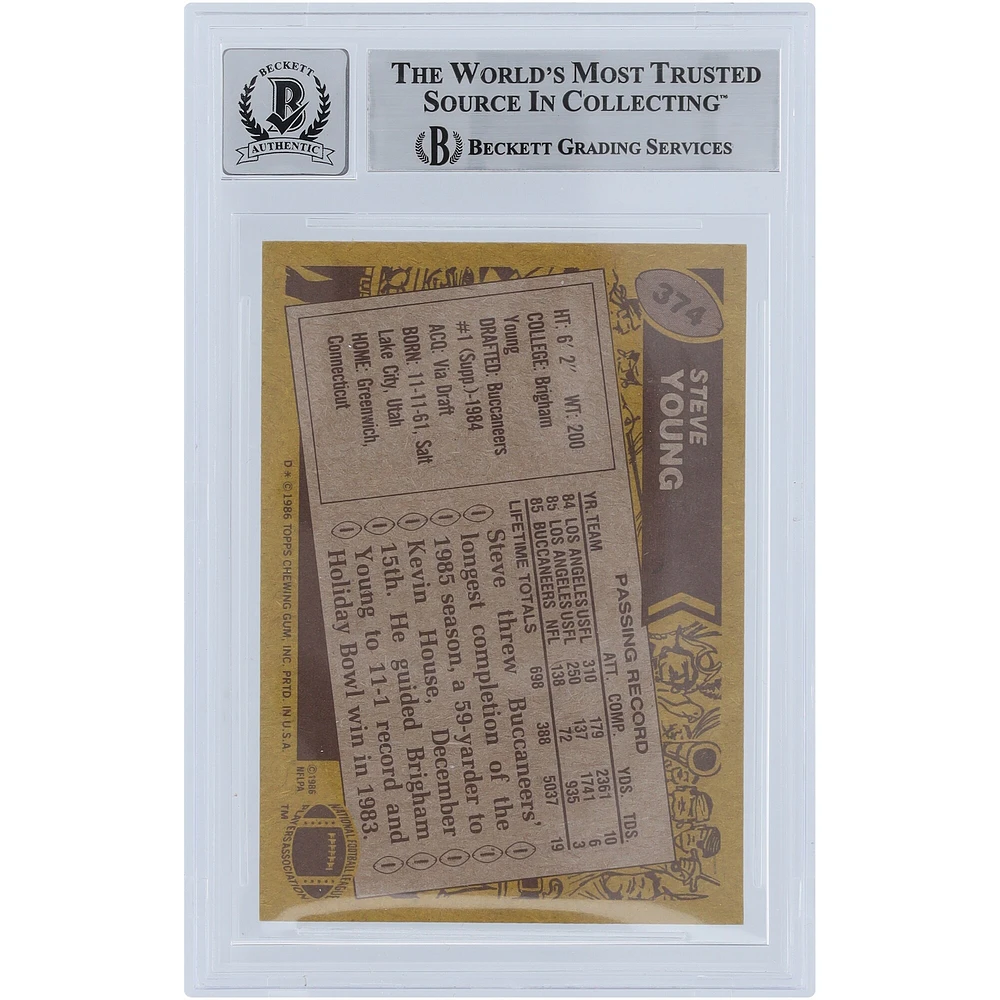 BECKETT
B
AUTHENTIC
THE WORLD'S MOST TRUSTED
SOURCE IN COLLECTING™
B BECKETT GRADING SERVICES
374
STEVE
YOUNG
HT: 6' 2" WT: 200
COLLEGE: Brigham
Young
DRAFTED: Buccaneers
#1 (Supp.)-1984
ACQ: Via Draft
BORN: 11-11-61, Salt
Lake City, Utah
HOME: Greenwich,
Connecticut
PASSING RECORD
YR. TEAM ATT. COMP. YDS. TDS.
84 LOS ANGELES USFL 310 179 2361 10
85 LOS ANGELES USFL 250 137 1741 6
85 BUCCANEERS NFL 138 72 935 3
LIFETIME TOTALS 698 388 5037 19
Steve threw Buccaneers'
longest completion of the
1985 season, a 59-yarder to
Kevin House, December
15th. He guided Brigham
Young to 11-1 record and
Holiday Bowl win in 1983.
D * © 1986 TOPPS CHEWING GUM, INC. PRTD. IN U.S.A.
© 1986
NFLPA
NATIONAL FOOTBALL LEAGUE
PLAYERS ASSOCIATION
TM